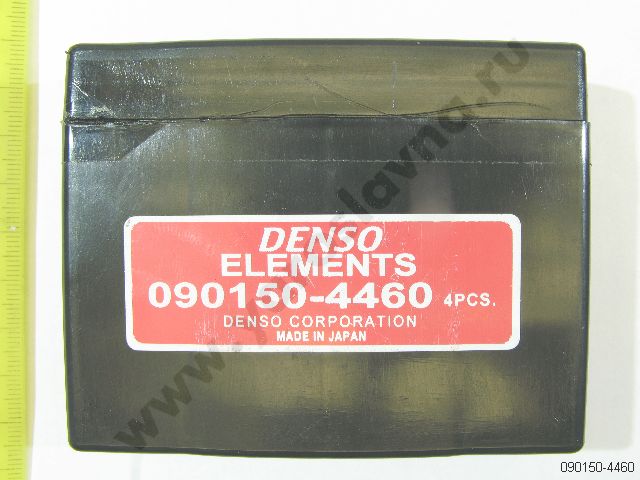 DENSO
ELEMENTS
090150-4460 4PCS.
DENSO CORPORATION
MADE IN JAPAN
090150-4460